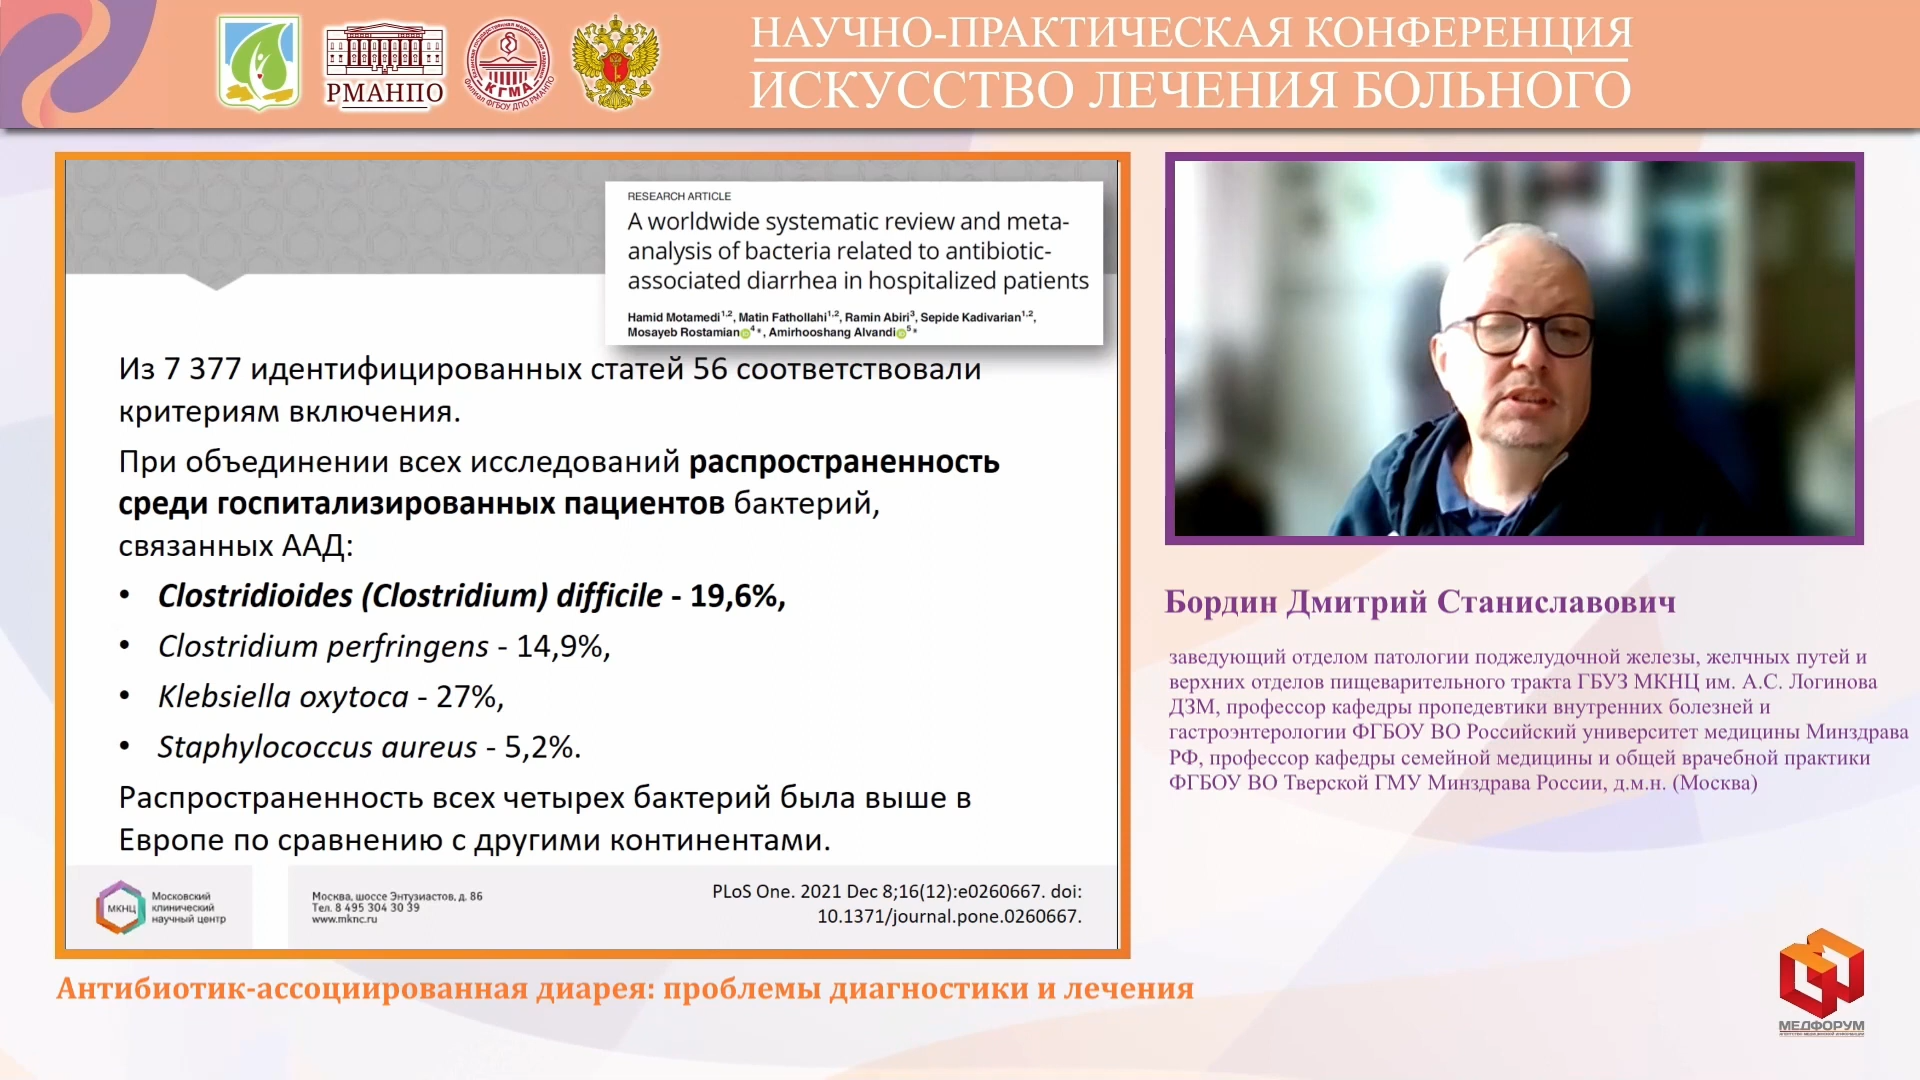 НАУЧНО-ПРАКТИЧЕСКАЯ КОНФЕРЕНЦИЯ
ИСКУССТВО ЛЕЧЕНИЯ БОЛЬНОГО
РМАНПО
КГМА
RESEARCH ARTICLE
A worldwide systematic review and meta-
analysis of bacteria related to antibiotic-
associated diarrhea in hospitalized patients
Hamid Motamedi1,2, Matin Fathollahi1,2, Ramin Abiri3, Sepide Kadivarian1,2,
Mosayeb Rostamian4*, Amirhooshang Alvandi5*
Из 7 377 идентифицированных статей 56 соответствовали
критериям включения.
При объединении всех исследований распространенность
среди госпитализированных пациентов бактерий,
связанных ААД:
• Clostridioides (Clostridium) difficile - 19,6%,
• Clostridium perfringens - 14,9%,
• Klebsiella oxytoca - 27%,
• Staphylococcus aureus - 5,2%.
Распространенность всех четырех бактерий была выше в
Европе по сравнению с другими континентами.
МКНЦ
Московский
клинический
научный центр
Москва, шоссе Энтузиастов, д. 86
Тел. 8 495 304 30 39
www.mknc.ru
PLoS One. 2021 Dec 8;16(12):e0260667. doi:
10.1371/journal.pone.0260667.
Бордин Дмитрий Станиславович
заведующий отделом патологии поджелудочной железы, желчных путей и
верхних отделов пищеварительного тракта ГБУЗ МКНЦ им. А.С. Логинова
ДЗМ, профессор кафедры пропедевтики внутренних болезней и
гастроэнтерологии ФГБОУ ВО Российский университет медицины Минздрава
РФ, профессор кафедры семейной медицины и общей врачебной практики
ФГБОУ ВО Тверской ГМУ Минздрава России, д.м.н. (Москва)
Антибиотик-ассоциированная диарея: проблемы диагностики и лечения
МЕДФОРУМ